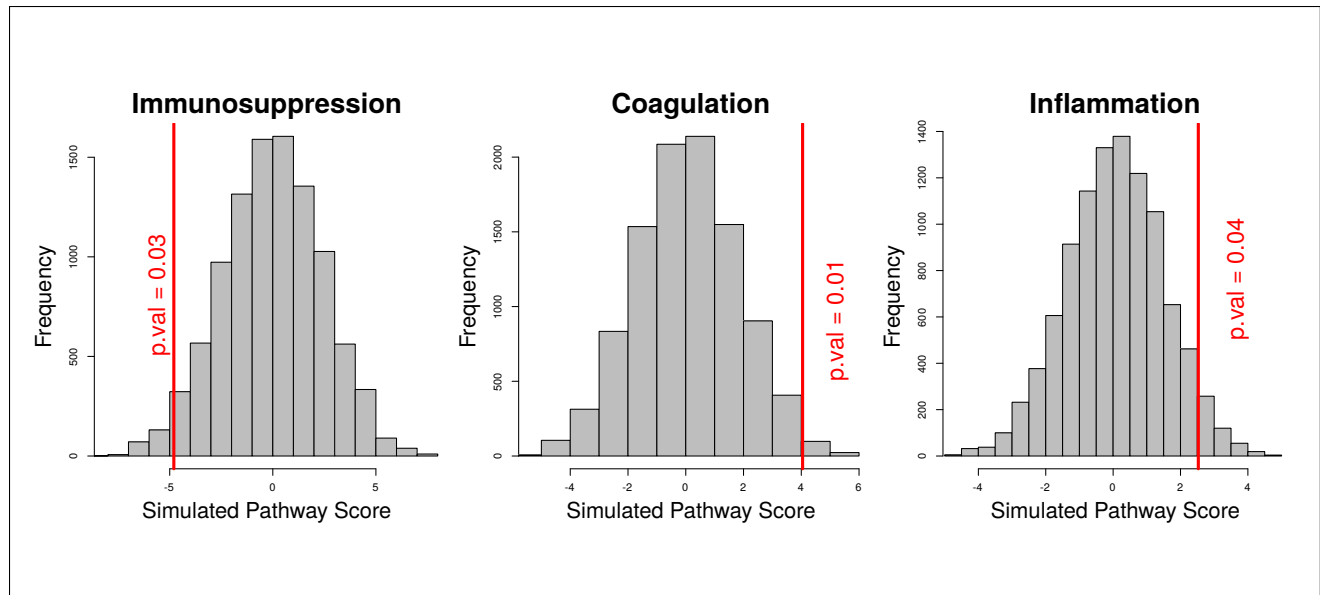 Immunosuppression
Frequency
0
500
1000
1500
p.val = 0.03
-5
0
5
Simulated Pathway Score
Coagulation
Frequency
0
500
1000
1500
2000
p.val = 0.01
-4
-2
0
2
4
6
Simulated Pathway Score
Inflammation
Frequency
0
200
400
600
800
1000
1200
1400
p.val = 0.04
-4
-2
0
2
4
Simulated Pathway Score